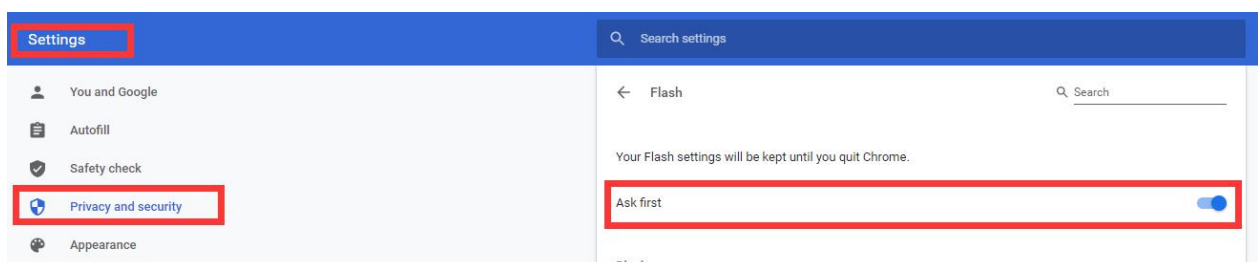 Settings
Search settings
You and Google
Autofill
Safety check
Privacy and security
Appearance
Flash
Search
Your Flash settings will be kept until you quit Chrome.
Ask first